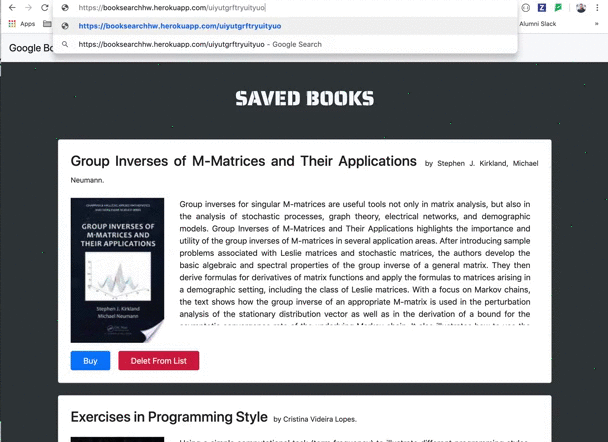 https://booksearchhw.herokuapp.com/uiyutgrftryuityuo
Apps
https://booksearchhw.herokuapp.com/uiyutgrftryuityuo
https://booksearchhw.herokuapp.com/uiyutgrftryuityuo - Google Search
Alumni Slack
»
Google Bo
SAVED BOOKS
Group Inverses of M-Matrices and Their Applications by Stephen J. Kirkland, Michael
Neumann.
GROUP INVERSES OF
M-MATRICES AND
THEIR APPLICATIONS
Stephen J. Kirkland
Michael Neumann
Group inverses for singular M-matrices are useful tools not only in matrix analysis, but also in
the analysis of stochastic processes, graph theory, electrical networks, and demographic
models. Group Inverses of M-Matrices and Their Applications highlights the importance and
utility of the group inverses of M-matrices in several application areas. After introducing sample
problems associated with Leslie matrices and stochastic matrices, the authors develop the
basic algebraic and spectral properties of the group inverse of a general matrix. They then
derive formulas for derivatives of matrix functions and apply the formulas to matrices arising in
a demographic setting, including the class of Leslie matrices. With a focus on Markov chains,
the text shows how the group inverse of an appropriate M-matrix is used in the perturbation
analysis of the stationary distribution vector as well as in the derivation of a bound for the
Buy
Delet From List
Exercises in Programming Style by Cristina Videira Lopes.